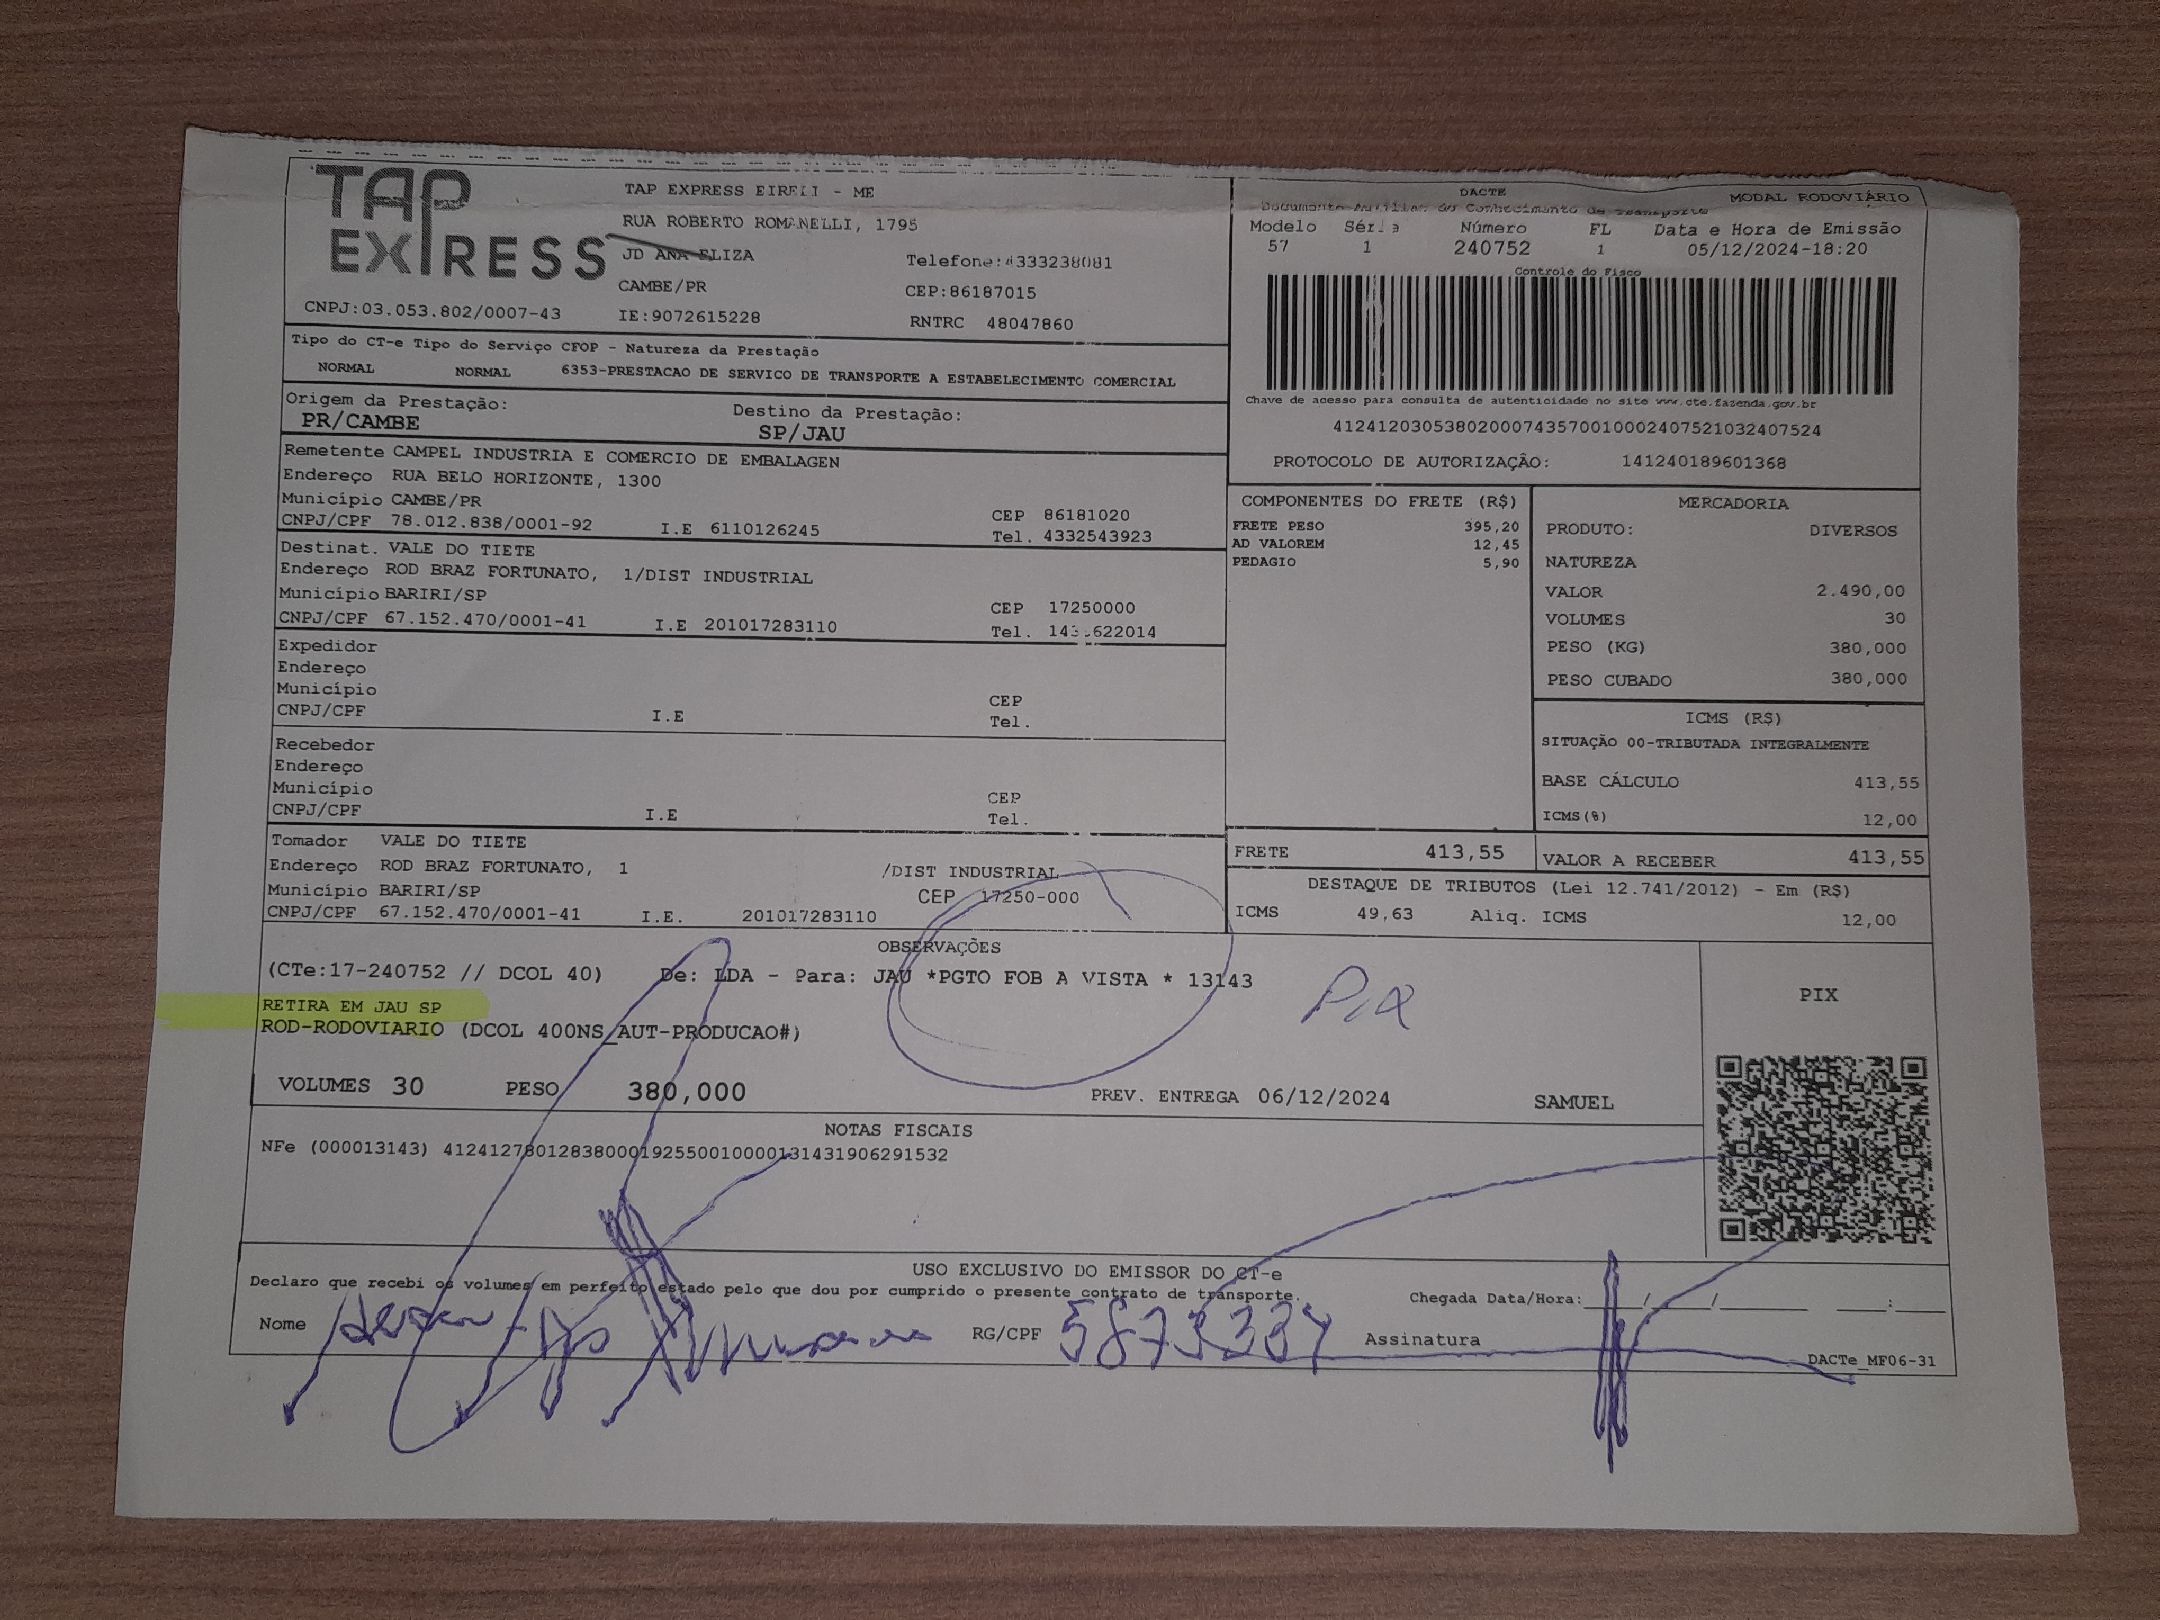 TAP EXPRESS
TAP EXPRESS EIRELI - ME
RUA ROBERTO ROMANELLI, 1795
JD ANA ELIZA
Telefone:4333238081
CAMBE/PR
CEP:86187015
CNPJ:03.053.802/0007-43
IE:9072615228
RNTRC 48047860
DACTE
MODAL RODOVIÁRIO
Documento Auxiliar do Conhecimento de Transporte
Modelo Série Número FL Data e Hora de Emissão
57 1 240752 1 05/12/2024-18:20
Controle do Fisco
Chave de acesso para consulta de autenticidade no site www.cte.fazenda.gov.br
41241203053802000743570010002407521032407524
PROTOCOLO DE AUTORIZAÇÃO: 141240189601368
Tipo do CT-e Tipo do Serviço CFOP - Natureza da Prestação
NORMAL NORMAL 6353-PRESTACAO DE SERVICO DE TRANSPORTE A ESTABELECIMENTO COMERCIAL
Origem da Prestação: Destino da Prestação:
PR/CAMBE SP/JAU
Remetente CAMPEL INDUSTRIA E COMERCIO DE EMBALAGEN
Endereço RUA BELO HORIZONTE, 1300
Município CAMBE/PR CEP 86181020
CNPJ/CPF 78.012.838/0001-92 I.E 6110126245 Tel. 4332543923
Destinat. VALE DO TIETE
Endereço ROD BRAZ FORTUNATO, 1/DIST INDUSTRIAL
Município BARIRI/SP CEP 17250000
CNPJ/CPF 67.152.470/0001-41 I.E 201017283110 Tel.
Expedidor
Endereço
Município CEP
CNPJ/CPF I.E Tel.
Recebedor
Endereço
Município CEP
CNPJ/CPF I.E Tel.
Tomador VALE DO TIETE
Endereço ROD BRAZ FORTUNATO, 1 /DIST INDUSTRIAL
Município BARIRI/SP CEP 17250-000
CNPJ/CPF 67.152.470/0001-41 I.E. 201017283110
COMPONENTES DO FRETE (R$)
FRETE PESO 395,20
AD VALOREM 12,45
PEDAGIO 5,90
MERCADORIA
PRODUTO: DIVERSOS
NATUREZA
VALOR 2.490,00
VOLUMES 30
PESO (KG) 380,000
PESO CUBADO 380,000
ICMS (R$)
SITUAÇÃO 00-TRIBUTADA INTEGRALMENTE
BASE CÁLCULO 413,55
ICMS(%) 12,00
FRETE 413,55 VALOR A RECEBER 413,55
DESTAQUE DE TRIBUTOS (Lei 12.741/2012) - Em (R$)
ICMS 49,63 Aliq. ICMS 12,00
OBSERVAÇÕES
(CTe:17-240752 // DCOL 40) De: LDA - Para: JAU *PGTO FOB A VISTA * 13143
RETIRA EM JAU SP
ROD-RODOVIARIO (DCOL 400NS_AUT-PRODUCAO#)
Pix
PIX
VOLUMES 30 PESO 380,000 PREV. ENTREGA 06/12/2024 SAMUEL
NOTAS FISCAIS
NFe (000013143) 41241278012838000192550010000131431906291532
USO EXCLUSIVO DO EMISSOR DO CT-e
Declaro que recebi os volumes em perfeito estado pelo que dou por cumprido o presente contrato de transporte.
Chegada Data/Hora:___/___/______ ___:___
Nome RG/CPF 5873334 Assinatura
DACTe_MF06-31